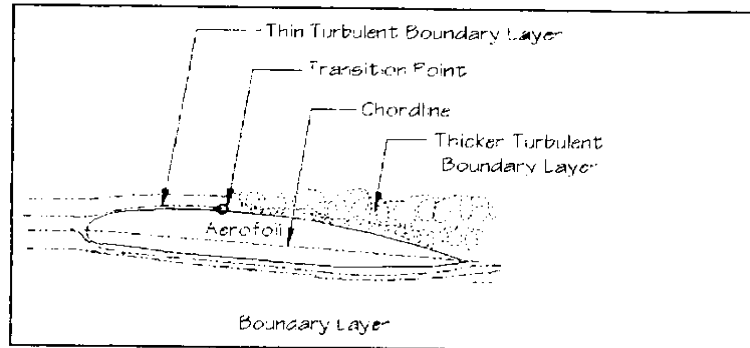 Thin Turbulent Boundary Layer
Transition Point
Chordline
Thicker Turbulent
Boundary Layer
Aerofoil
Boundary Layer